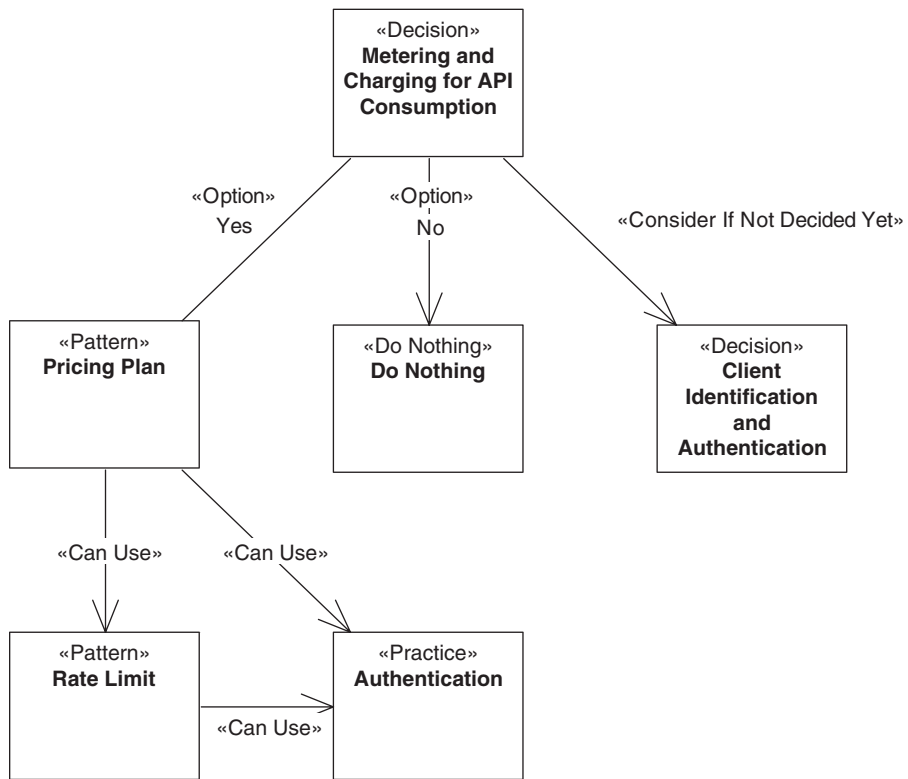 «Decision»
Metering and
Charging for API
Consumption
«Option»
Yes
«Option»
No
«Consider If Not Decided Yet»
«Pattern»
Pricing Plan
«Do Nothing»
Do Nothing
«Decision»
Client
Identification
and
Authentication
«Can Use»
«Can Use»
«Pattern»
Rate Limit
«Can Use»
«Practice»
Authentication